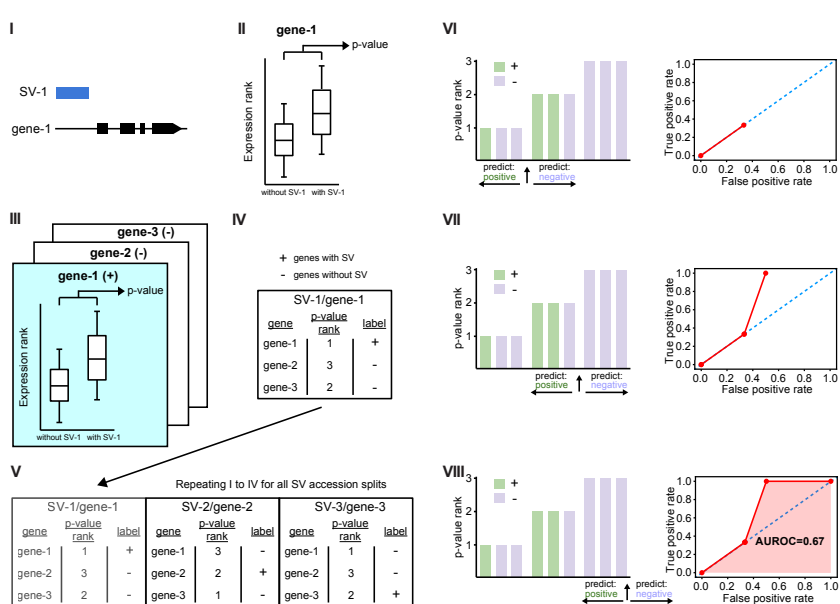 I
SV-1
gene-1
II
gene-1
p-value
Expression rank
without SV-1 with SV-1
III
gene-3 (-)
gene-2 (-)
gene-1 (+)
p-value
Expression rank
without SV-1 with SV-1
IV
+ genes with SV
- genes without SV
SV-1/gene-1
gene p-value rank label
gene-1 1 +
gene-2 3 -
gene-3 2 -
V
Repeating I to IV for all SV accession splits
SV-1/gene-1
gene p-value rank label
gene-1 1 +
gene-2 3 -
gene-3 2 -
SV-2/gene-2
gene p-value rank label
gene-1 3 -
gene-2 2 +
gene-3 1 -
SV-3/gene-3
gene p-value rank label
gene-1 1 -
gene-2 3 -
gene-3 2 +
VI
p-value rank
3
2
1
+
-
predict: positive
predict: negative
True positive rate
1.0
0.8
0.6
0.4
0.2
0.0
0.0 0.2 0.4 0.6 0.8 1.0
False positive rate
VII
p-value rank
3
2
1
+
-
predict: positive
predict: negative
True positive rate
1.0
0.8
0.6
0.4
0.2
0.0
0.0 0.2 0.4 0.6 0.8 1.0
False positive rate
VIII
p-value rank
3
2
1
+
-
predict: positive
predict: negative
True positive rate
1.0
0.8
0.6
0.4
0.2
0.0
AUROC=0.67
0.0 0.2 0.4 0.6 0.8 1.0
False positive rate